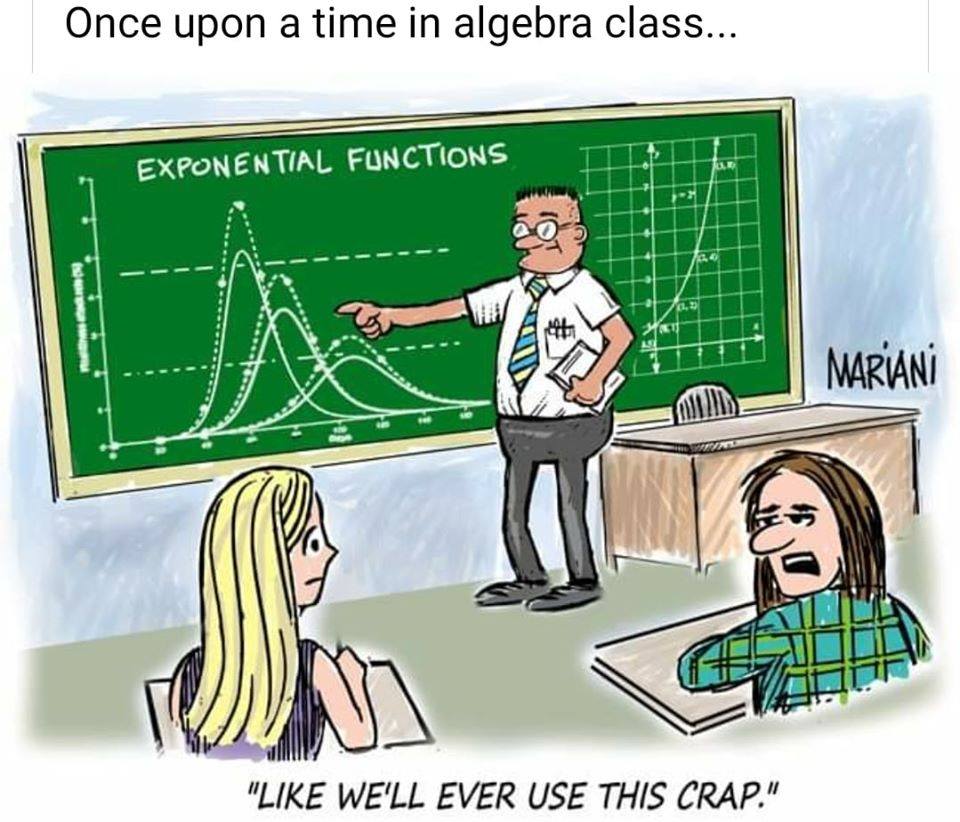 Once upon a time in algebra class...
EXPONENTIAL FUNCTIONS
MARIANI
"LIKE WE'LL EVER USE THIS CRAP."